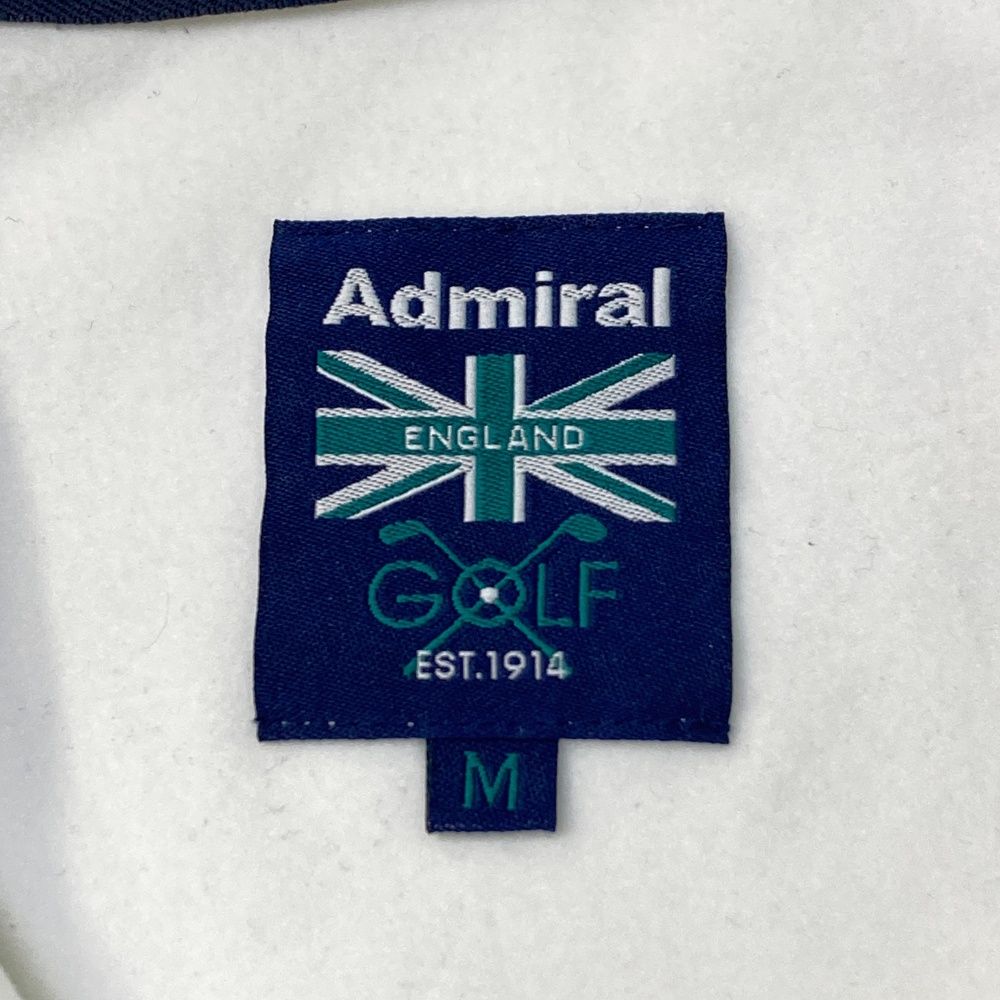 Admiral
ENGLAND
GOLF
EST.1914
M